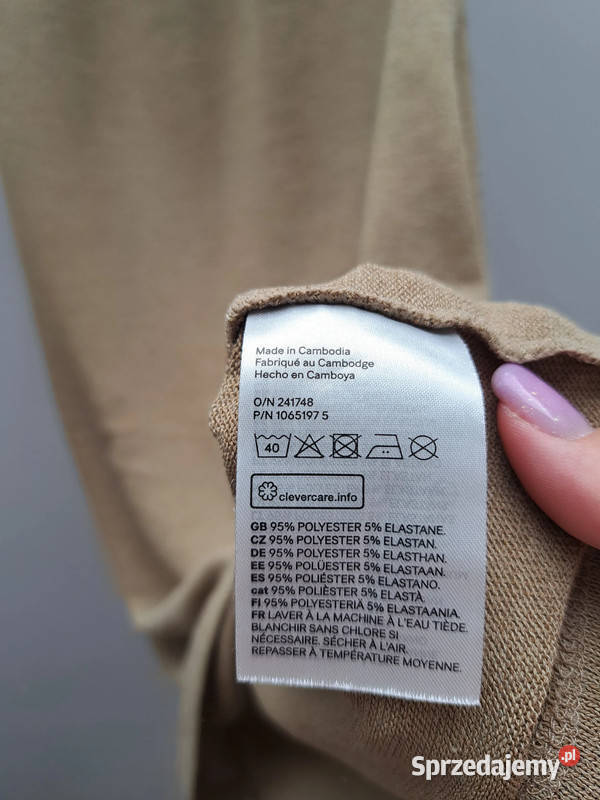 Made in Cambodia
Fabriqué au Cambodge
Hecho en Camboya
O/N 241748
P/N 1065197 5
40
clevercare.info
GB 95% POLYESTER 5% ELASTANE.
CZ 95% POLYESTER 5% ELASTAN.
DE 95% POLYESTER 5% ELASTHAN.
EE 95% POLÜESTER 5% ELASTAAN.
ES 95% POLIÉSTER 5% ELASTANO.
cat 95% POLIÈSTER 5% ELASTÀ.
FI 95% POLYESTERIÄ 5% ELASTAANIA.
FR LAVER À LA MACHINE À L'EAU TIÈDE.
BLANCHIR SANS CHLORE SI
NÉCESSAIRE. SÉCHER À L'AIR.
REPASSER À TEMPÉRATURE MOYENNE.
Sprzedajemy.pl